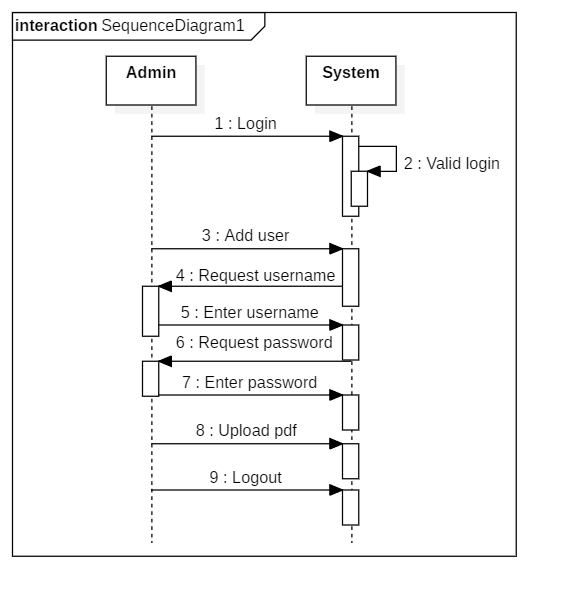 interaction SequenceDiagram1
Admin
System
1 : Login
2 : Valid login
3 : Add user
4 : Request username
5 : Enter username
6 : Request password
7 : Enter password
8 : Upload pdf
9 : Logout